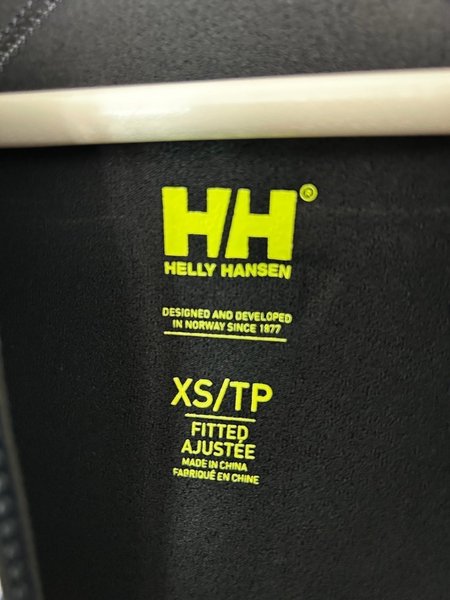 HH®
HELLY HANSEN
DESIGNED AND DEVELOPED
IN NORWAY SINCE 1877
XS/TP
FITTED
AJUSTÉE
MADE IN CHINA
FABRIQUÉ EN CHINE